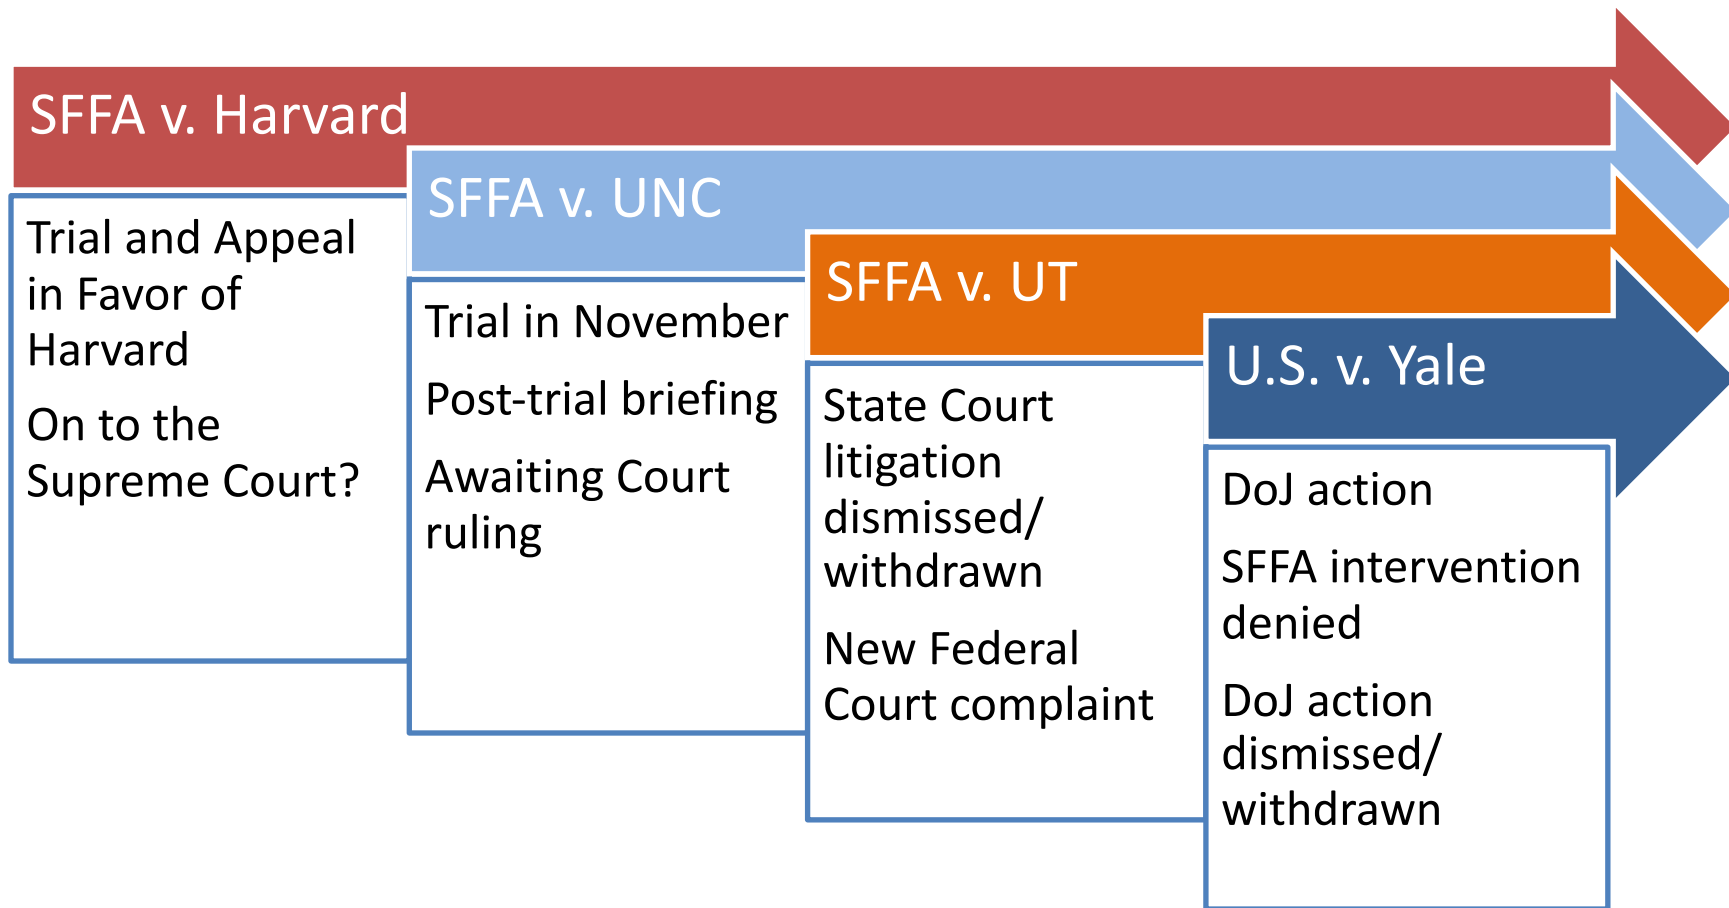 SFFA v. Harvard
Trial and Appeal
in Favor of
Harvard
On to the
Supreme Court?
SFFA v. UNC
Trial in November
Post-trial briefing
Awaiting Court
ruling
SFFA v. UT
State Court
litigation
dismissed/
withdrawn
New Federal
Court complaint
U.S. v. Yale
DoJ action
SFFA intervention
denied
DoJ action
dismissed/
withdrawn